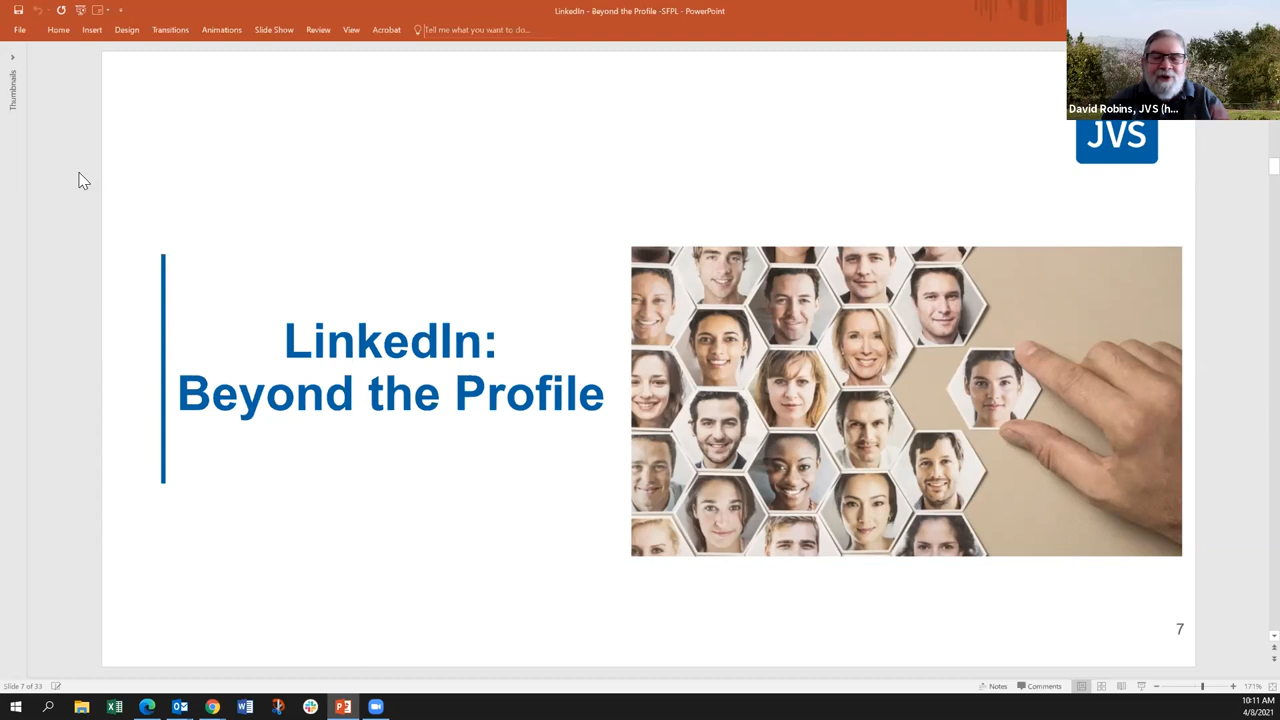 LinkedIn - Beyond the Profile -SFPL - PowerPoint
File Home Insert Design Transitions Animations Slide Show Review View Acrobat Tell me what you want to do...
Thumbnails
David Robins, JVS (h...
JVS
LinkedIn:
Beyond the Profile
7
Slide 7 of 33
Notes Comments 171%
10:11 AM
4/8/2021